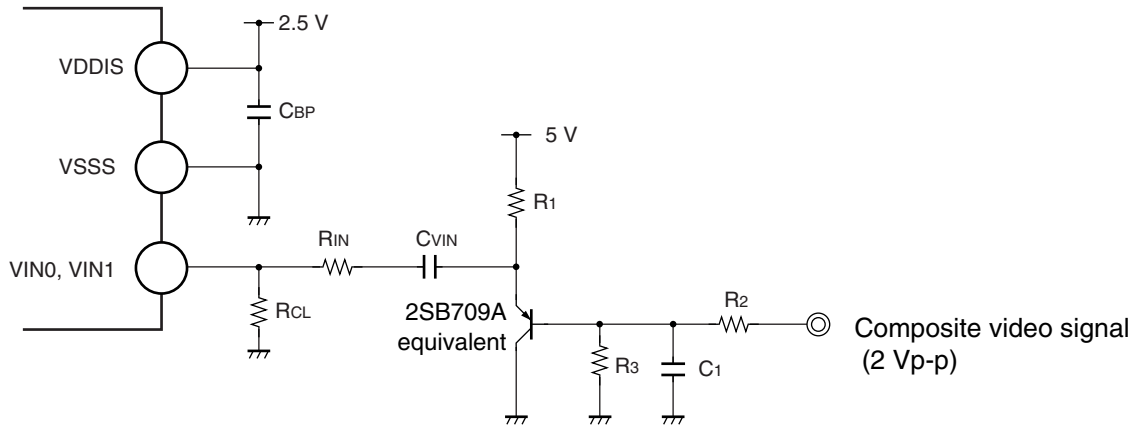 2.5 V
VDDIS
CBP
5 V
VSSS
R1
RIN
CVIN
VIN0, VIN1
RCL
2SB709A
equivalent
R2
R3
C1
Composite video signal
(2 Vp-p)